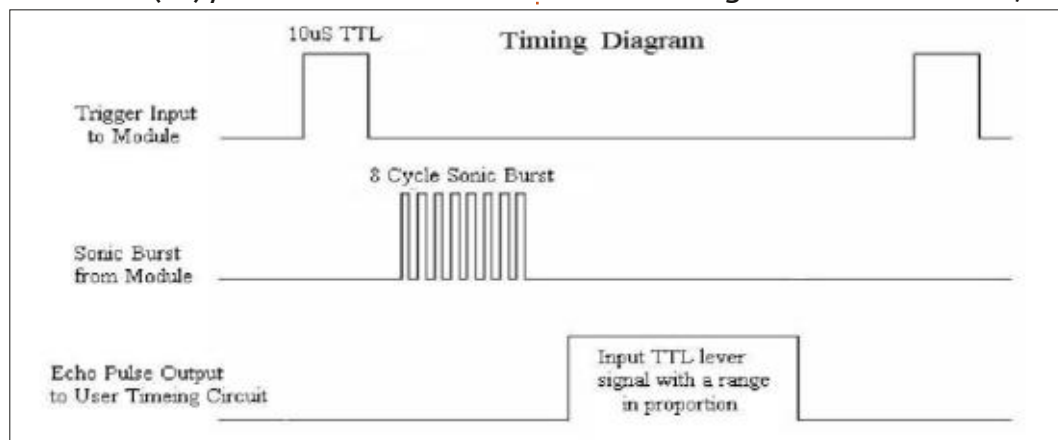 10uS TTL
Timing Diagram
Trigger Input
to Module
8 Cycle Sonic Burst
Sonic Burst
from Module
Echo Pulse Output
to User Timeing Circuit
Input TTL lever
signal with a range
in proportion